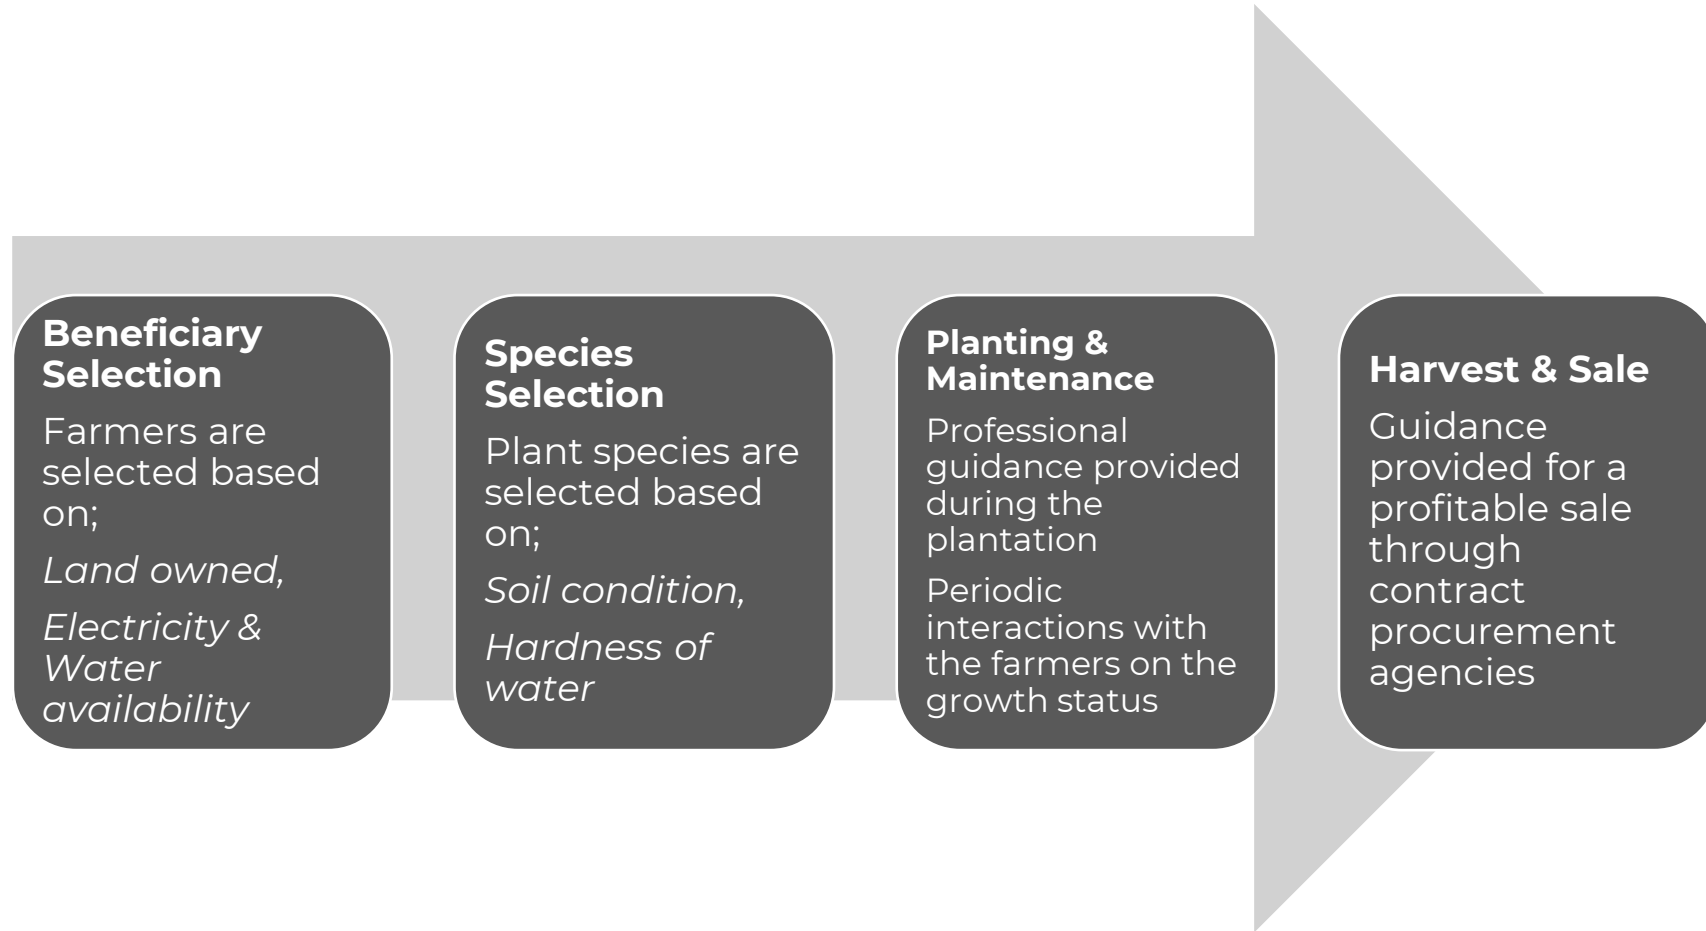 Beneficiary
Selection
Farmers are
selected based
on;
Land owned,
Electricity &
Water
availability
Species
Selection
Plant species are
selected based
on;
Soil condition,
Hardness of
water
Planting &
Maintenance
Professional
guidance provided
during the
plantation
Periodic
interactions with
the farmers on the
growth status
Harvest & Sale
Guidance
provided for a
profitable sale
through
contract
procurement
agencies